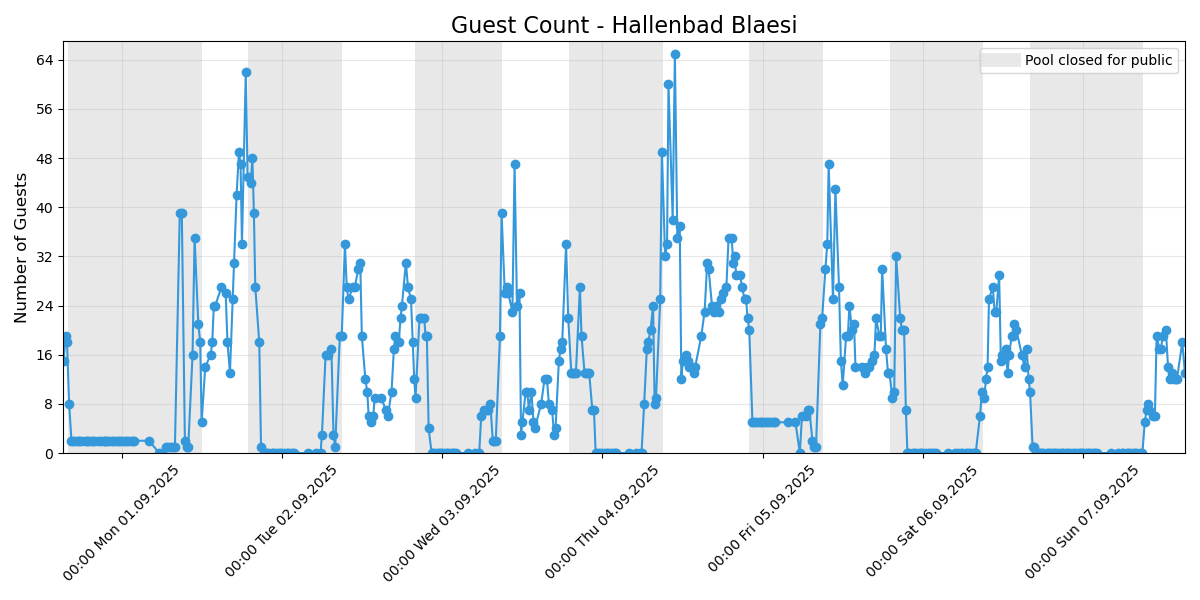 Guest Count - Hallenbad Blaesi
Pool closed for public
Number of Guests
64
56
48
40
32
24
16
8
0
00:00 Mon 01.09.2025
00:00 Tue 02.09.2025
00:00 Wed 03.09.2025
00:00 Thu 04.09.2025
00:00 Fri 05.09.2025
00:00 Sat 06.09.2025
00:00 Sun 07.09.2025